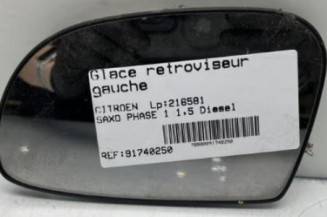 Glace retroviseur
gauche
CITROEN Lp:216581
SAXO PHASE 1 1.5 Diesel
REF:91740250